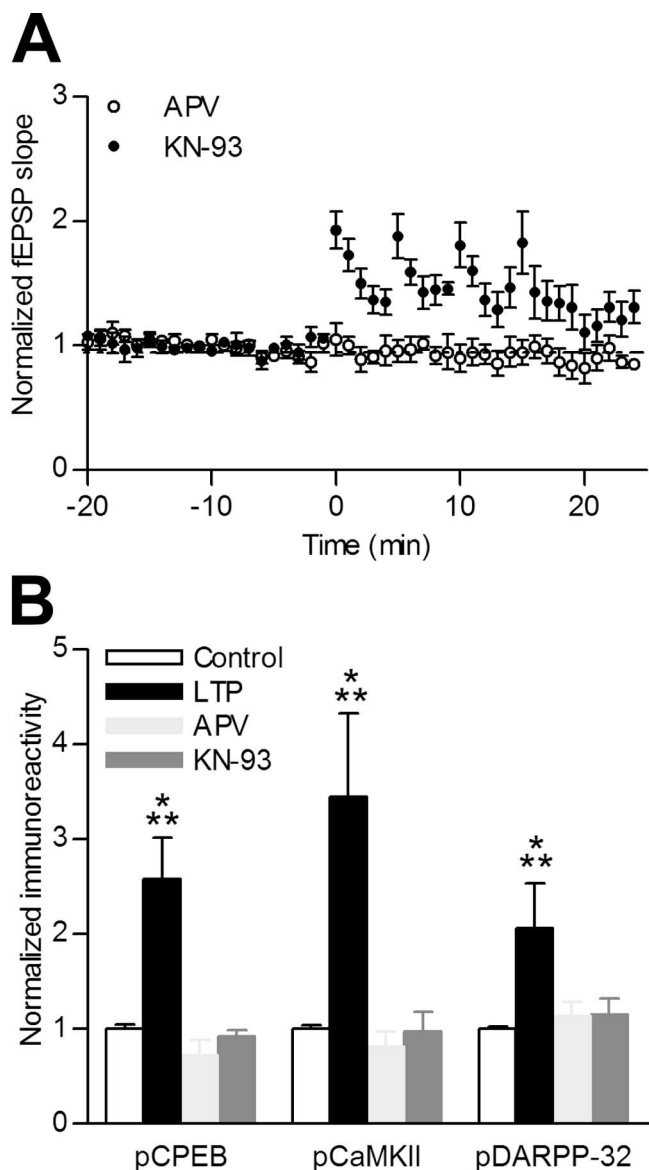 A
3
APV
KN-93
2
1
0
Normalized fEPSP slope
-20 -10 0 10 20
Time (min)
B
5
Control
LTP
APV
KN-93
4
3
2
1
0
Normalized immunoreactivity
*
**
*
**
*
**
pCPEB pCaMKII pDARPP-32